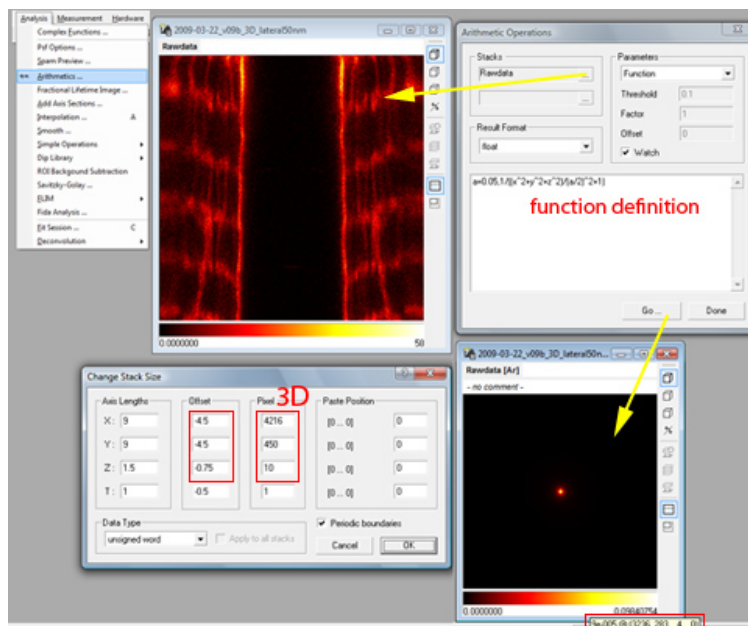 Analysis Measurement Hardware
Complex Functions ...
Psf Options ...
Spam Preview ...
Arithmetics ...
Fractional Lifetime Image ...
Add Axis Sections ...
Interpolation ... A
Smooth ...
Simple Operations
Dip Library
ROI Background Subtraction
Savitzky-Golay ...
ELIM
Fida Analysis ...
Fit Session ... C
Deconvolution
2009-03-22_v09b_3D_lateral50nm
Rawdata
0.0000000 58
Arithmetic Operations
Stacks
Rawdata ...
...
Result Format
float
Parameters
Function
Threshold 0.1
Factor 1
Offset 0
Watch
a=0.05,1/((x^2+y^2+z^2)/(a/2)^2+1)
function definition
Go ... Done
Change Stack Size
3D
Axis Lengths Offset Pixel Paste Position
X: 9 -4.5 4216 [0 ... 0] 0
Y: 9 -4.5 450 [0 ... 0] 0
Z: 1.5 -0.75 10 [0 ... 0] 0
T: 1 -0.5 1 [0 ... 0] 0
Data Type
unsigned word
Apply to all stacks
Periodic boundaries
Cancel OK
2009-03-22_v09b_3D_lateral50n...
Rawdata [Ar]
- no comment -
0.0000000 0.09840754